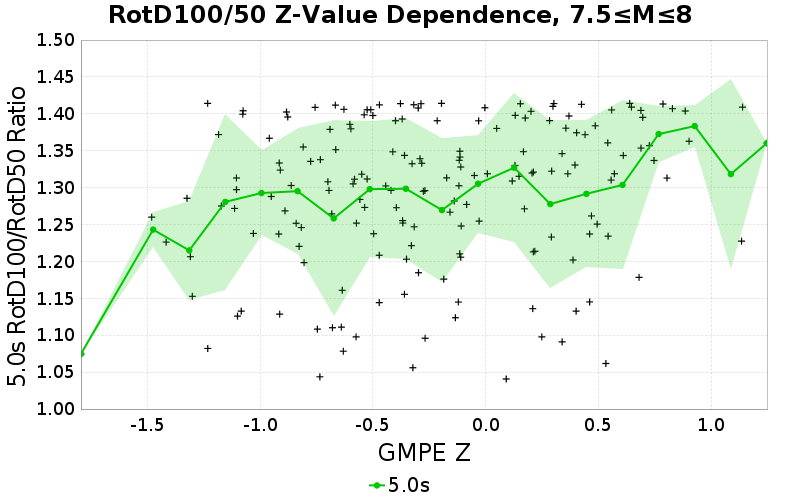 RotD100/50 Z-Value Dependence, 7.5≤M≤8
5.0s RotD100/RotD50 Ratio
1.50
1.45
1.40
1.35
1.30
1.25
1.20
1.15
1.10
1.05
1.00
-1.5 -1.0 -0.5 0.0 0.5 1.0
GMPE Z
5.0s